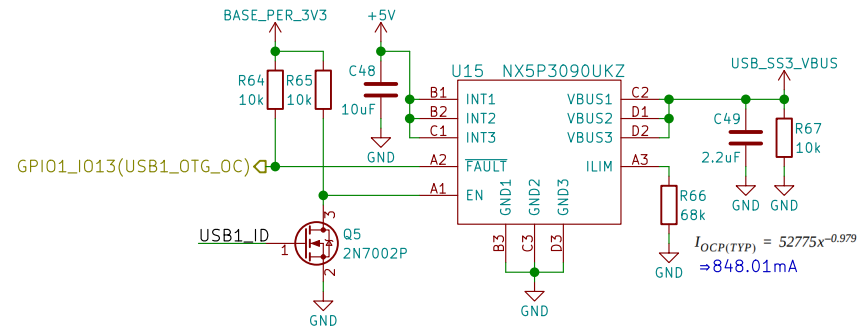 BASE_PER_3V3
+5V
U15 NX5P3090UKZ
USB_SS3_VBUS
R64
10k
R65
10k
C48
10uF
GND
B1
B2
C1
A2
A1
INT1
INT2
INT3
FAULT
EN
VBUS1
VBUS2
VBUS3
ILIM
C2
D1
D2
A3
GND1
GND2
GND3
B3
C3
D3
GND
C49
2.2uF
GND
R67
10k
GND
R66
68k
GND
GPIO1_IO13(USB1_OTG_OC)
USB1_ID
1
3
2
Q5
2N7002P
GND
I_OCP(TYP) = 52775x^−0.979
⇒848.01mA